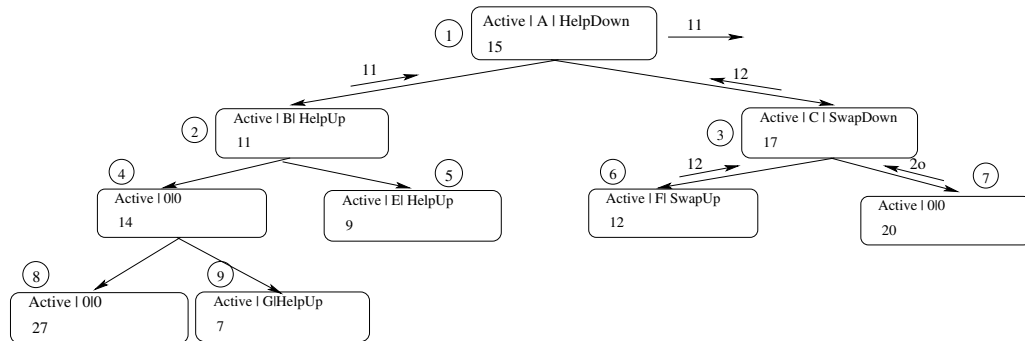 Active | A | HelpDown
1
11
15
11
12
Active | B| HelpUp
2
11
Active | C | SwapDown
3
17
4
5
6
12
2o
7
Active | 0|0
14
Active | E| HelpUp
9
Active | F| SwapUp
12
Active | 0|0
20
8
9
Active | 0|0
27
Active | G|HelpUp
7